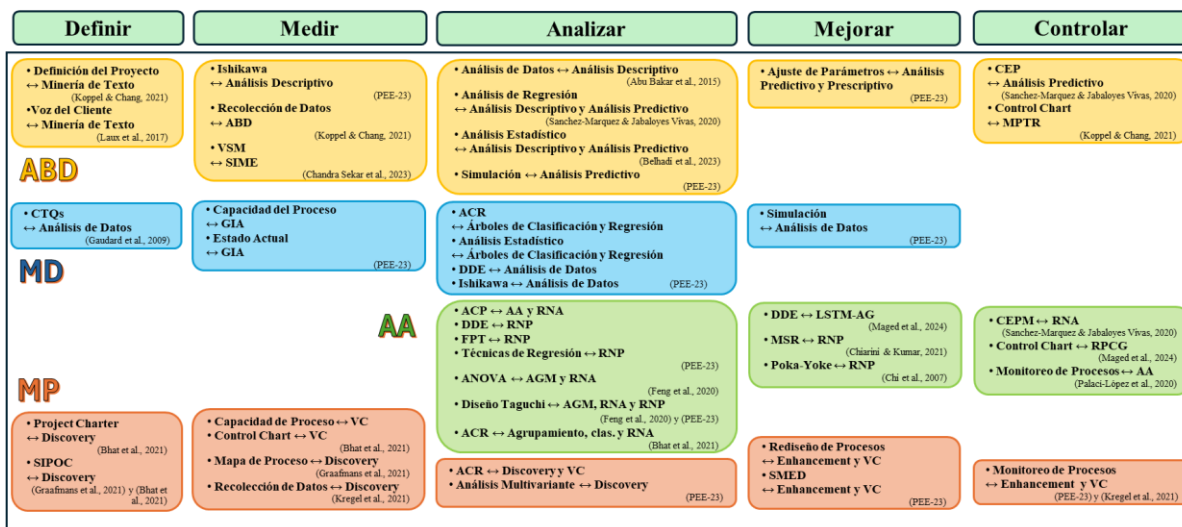 Definir
Medir
Analizar
Mejorar
Controlar
• Definición del Proyecto
↔ Minería de Texto
(Koppel & Chang, 2021)
•Voz del Cliente
↔ Minería de Texto
(Laux et al., 2017)
• Ishikawa
↔ Análisis Descriptivo
(PEE-23)
• Recolección de Datos
↔ ABD
(Koppel & Chang, 2021)
• VSM
↔ SIME
(Chandra Sekar et al., 2023)
• Análisis de Datos ↔ Análisis Descriptivo
(Abu Bakar et al., 2015)
• Análisis de Regresión
↔ Análisis Descriptivo y Análisis Predictivo
(Sanchez-Marquez & Jabaloyes Vivas, 2020)
• Análisis Estadístico
↔ Análisis Descriptivo y Análisis Predictivo
(Belhadi et al., 2023)
• Simulación ↔ Análisis Predictivo
(PEE-23)
• Ajuste de Parámetros ↔ Análisis
Predictivo y Prescriptivo
(PEE-23)
• CEP
↔ Análisis Predictivo
(Sanchez-Marquez & Jabaloyes Vivas, 2020)
• Control Chart
↔ MPTR
(Koppel & Chang, 2021)
ABD
• CTQs
↔ Análisis de Datos
(Gaudard et al., 2009)
• Capacidad del Proceso
↔ GIA
• Estado Actual
↔ GIA
(PEE-23)
• ACR
↔ Árboles de Clasificación y Regresión
• Análisis Estadístico
↔ Árboles de Clasificación y Regresión
• DDE ↔ Análisis de Datos
• Ishikawa ↔ Análisis de Datos (PEE-23)
• Simulación
↔ Análisis de Datos
(PEE-23)
MD
AA
• ACP ↔ AA y RNA
• DDE ↔ RNP
• FPT ↔ RNP
• Técnicas de Regresión ↔ RNP
(PEE-23)
• ANOVA ↔ AGM y RNA
(Feng et al., 2020)
• Diseño Taguchi ↔ AGM, RNA y RNP
(Feng et al., 2020) y (PEE-23)
• ACR ↔ Agrupamiento, clas. y RNA
(Bhat et al., 2021)
• DDE ↔ LSTM-AG
(Maged et al., 2024)
• MSR ↔ RNP
(Chiarini & Kumar, 2021)
• Poka-Yoke ↔ RNP
(Chi et al., 2007)
• CEPM ↔ RNA
(Sanchez-Marquez & Jabaloyes Vivas, 2020)
• Control Chart ↔ RPCG
(Maged et al., 2024)
• Monitoreo de Procesos ↔ AA
(Palací-López et al., 2020)
MP
• Project Charter
↔ Discovery
(Bhat et al., 2021)
• SIPOC
↔ Discovery
(Graafmans et al., 2021) y (Bhat et
al., 2021)
• Capacidad de Proceso ↔ VC
• Control Chart ↔ VC
(Bhat et al., 2021)
• Mapa de Proceso ↔ Discovery
(Graafmans et al., 2021)
• Recolección de Datos ↔ Discovery
(Kregel et al., 2021)
• ACR ↔ Discovery y VC
• Análisis Multivariante ↔ Discovery
(PEE-23)
• Rediseño de Procesos
↔ Enhancement y VC
• SMED
↔ Enhancement y VC
(PEE-23)
• Monitoreo de Procesos
↔ Enhancement y VC
(PEE-23) y (Kregel et al., 2021)